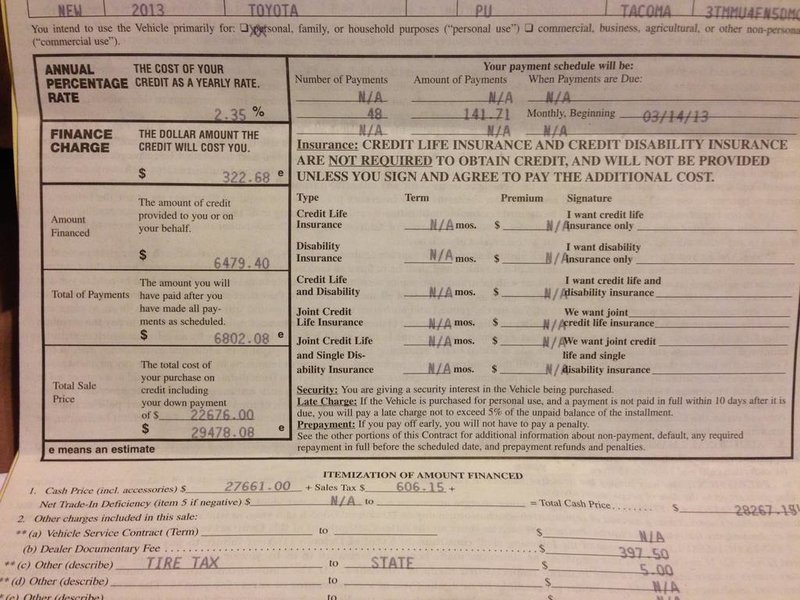 NEW 2013 TOYOTA PU TACOMA
You intend to use the Vehicle primarily for: personal, family, or household purposes ("personal use") ☐ commercial, business, agricultural, or other
("commercial use").
ANNUAL PERCENTAGE RATE
THE COST OF YOUR CREDIT AS A YEARLY RATE.
2.35 %
FINANCE CHARGE
THE DOLLAR AMOUNT THE CREDIT WILL COST YOU.
$ 322.68 e
Amount Financed
The amount of credit
provided to you or on
your behalf.
$ 6479.40
Total of Payments
The amount you will
have paid after you
have made all pay-
ments as scheduled.
$ 6802.08 e
Total Sale Price
The total cost of
your purchase on
credit including
your down payment
of $ 22676.00
$ 29478.08 e
e means an estimate
Your payment schedule will be:
Number of Payments Amount of Payments When Payments are Due:
N/A N/A N/A
48 141.71 Monthly, Beginning 03/14/13
N/A N/A N/A
Insurance: CREDIT LIFE INSURANCE AND CREDIT DISABILITY INSURANCE
ARE NOT REQUIRED TO OBTAIN CREDIT, AND WILL NOT BE PROVIDED
UNLESS YOU SIGN AND AGREE TO PAY THE ADDITIONAL COST.
Type Term Premium Signature
Credit Life I want credit life
Insurance N/A mos. $ N/A insurance only
Disability I want disability
Insurance N/A mos. $ N/A insurance only
Credit Life I want credit life and
and Disability N/A mos. $ N/A disability insurance
Joint Credit We want joint
Life Insurance N/A mos. $ N/A credit life insurance
Joint Credit Life N/A mos. $ N/A We want joint credit
and Single Dis- life and single
ability Insurance N/A mos. $ N/A disability insurance
Security: You are giving a security interest in the Vehicle being purchased.
Late Charge: If the Vehicle is purchased for personal use, and a payment is not paid in full within 10 days after it is
due, you will pay a late charge not to exceed 5% of the unpaid balance of the installment.
Prepayment: If you pay off early, you will not have to pay a penalty.
See the other portions of this Contract for additional information about non-payment, default, any required
repayment in full before the scheduled date, and prepayment refunds and penalties.
ITEMIZATION OF AMOUNT FINANCED
1. Cash Price (incl. accessories) $ 27661.00 + Sales Tax $ 606.15 +
Net Trade-In Deficiency (item 5 if negative) $ N/A to = Total Cash Price....... $ 28267.15
2. Other charges included in this sale:
**(a) Vehicle Service Contract (Term) to $ N/A
(b) Dealer Documentary Fee $ 397.50
**(c) Other (describe) TIRE TAX to STATE $ 5.00
**(d) Other (describe) to $ N/A
*(e) Other (describe) to $ N/A